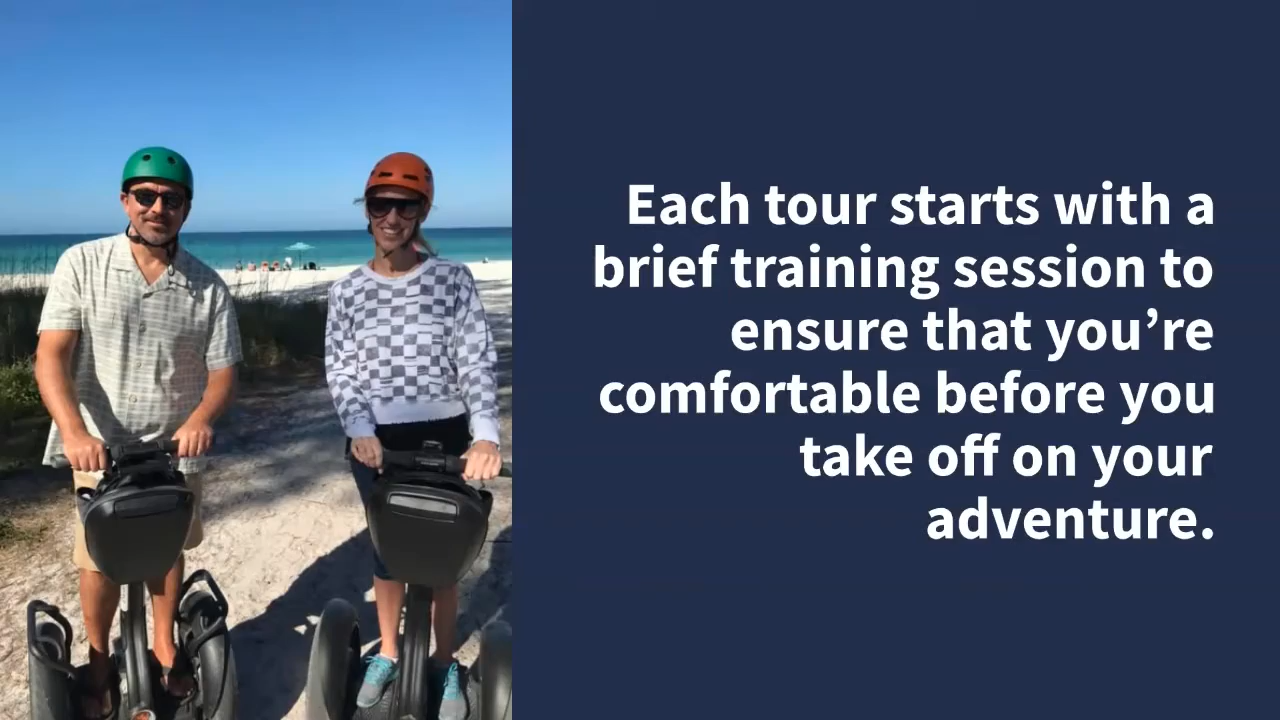 Each tour starts with a
brief training session to
ensure that you’re
comfortable before you
take off on your
adventure.